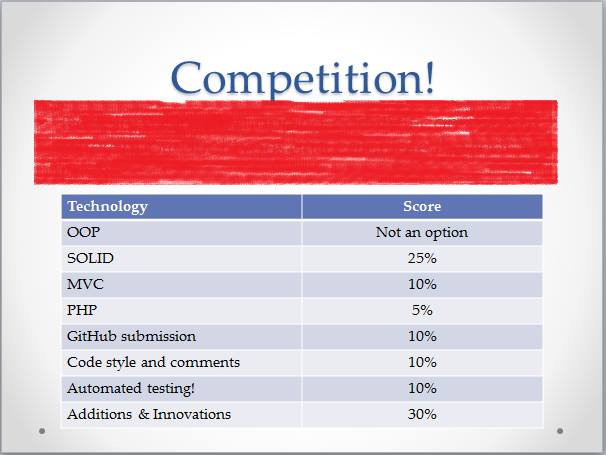 Competition!
Technology Score
OOP Not an option
SOLID 25%
MVC 10%
PHP 5%
GitHub submission 10%
Code style and comments 10%
Automated testing! 10%
Additions & Innovations 30%